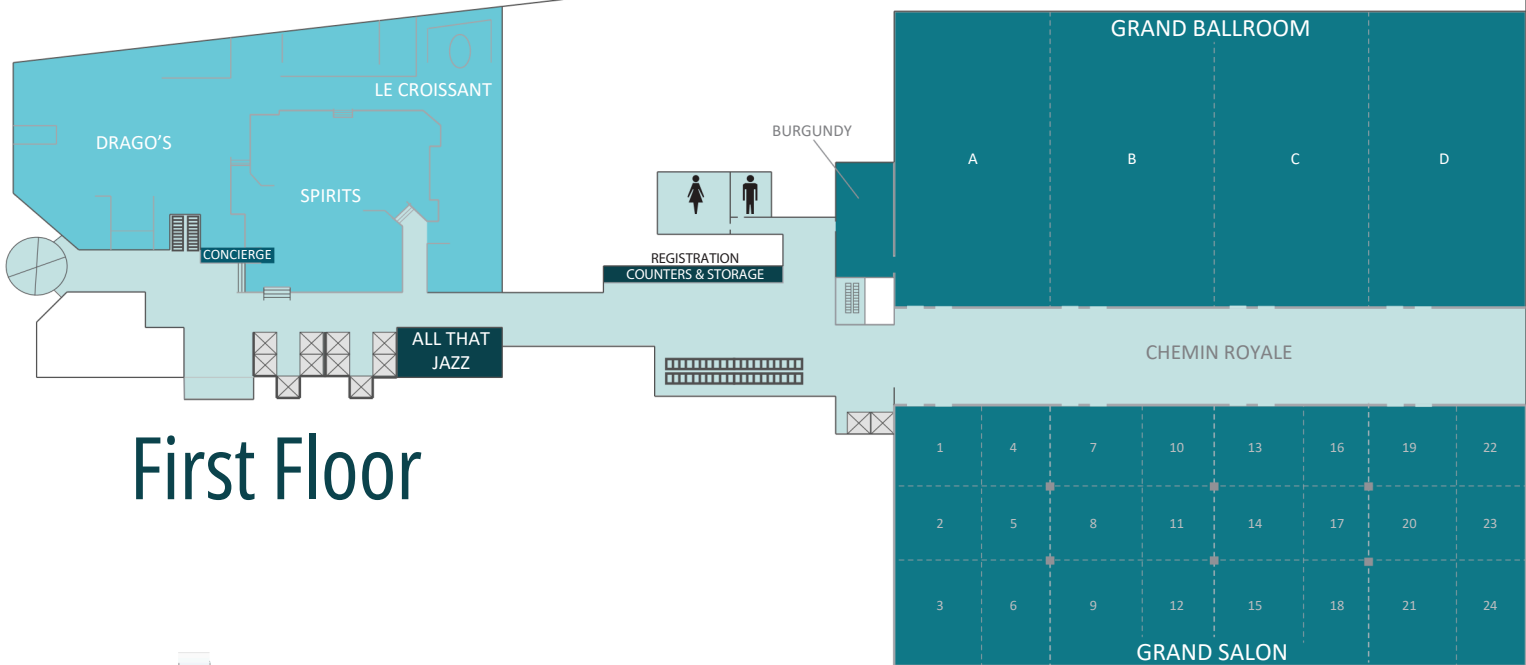 GRAND BALLROOM
LE CROISSANT
BURGUNDY
DRAGO’S
A
B
C
D
SPIRITS
CONCIERGE
REGISTRATION
COUNTERS & STORAGE
ALL THAT
JAZZ
CHEMIN ROYALE
First Floor
1
4
7
10
13
16
19
22
2
5
8
11
14
17
20
23
3
6
9
12
15
18
21
24
GRAND SALON